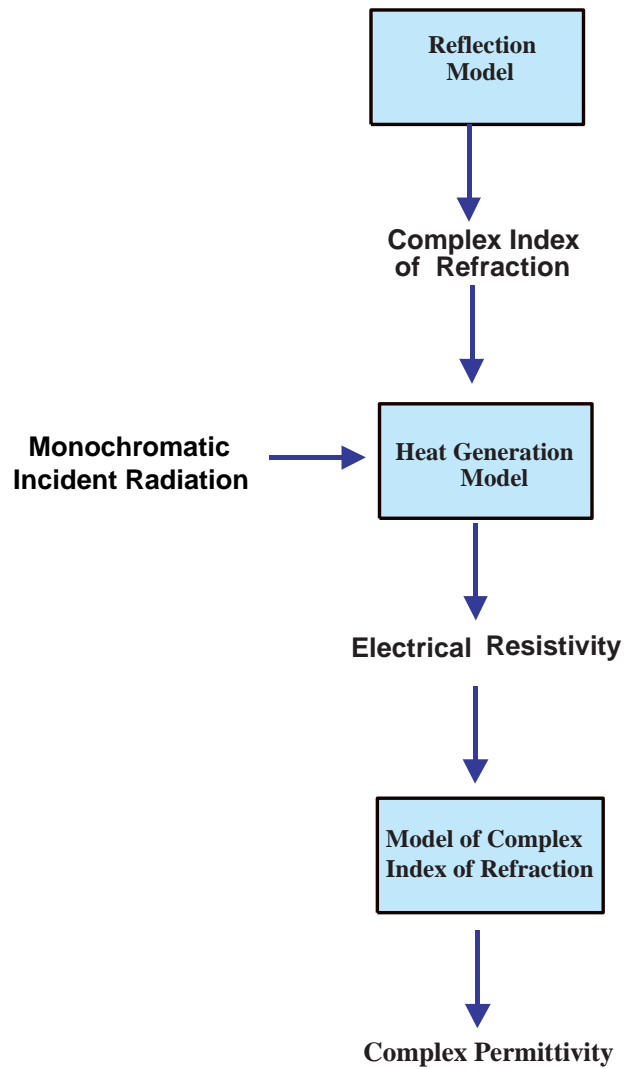 Reflection
Model
Complex Index
of Refraction
Monochromatic
Incident Radiation
Heat Generation
Model
Electrical Resistivity
Model of Complex
Index of Refraction
Complex Permittivity